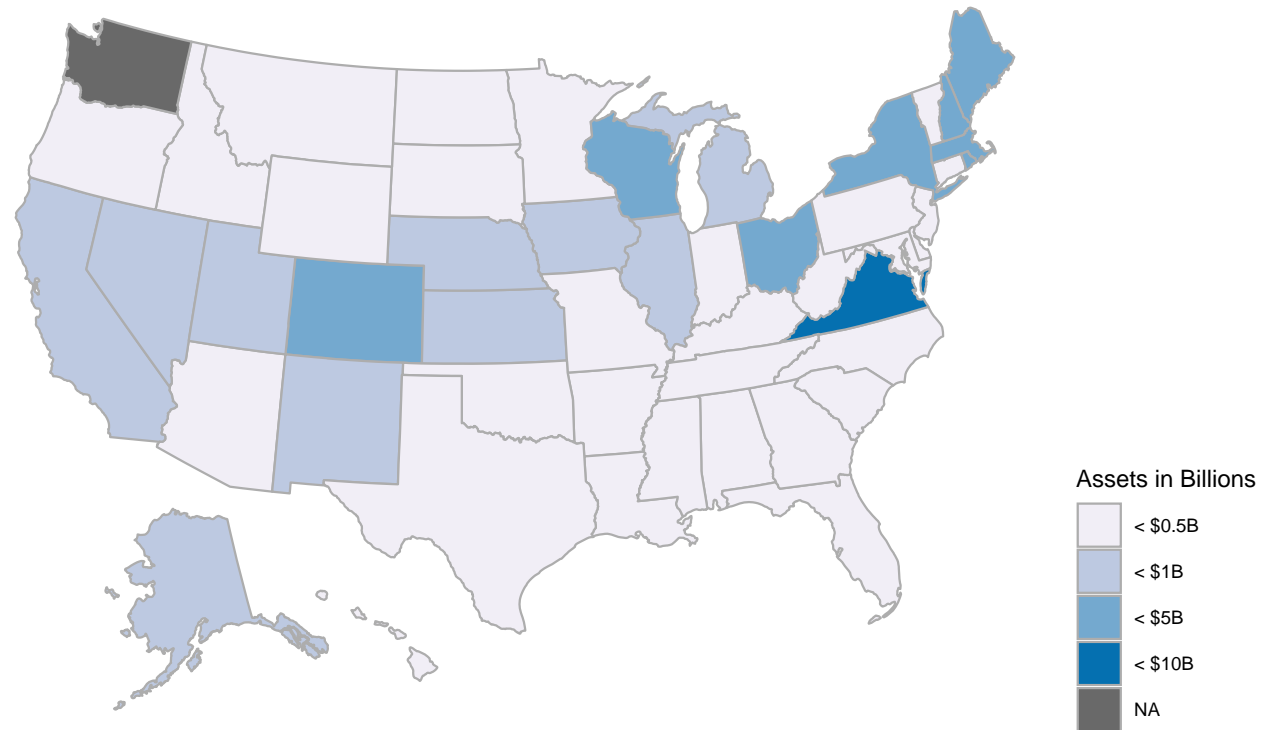 Assets in Billions
< $0.5B
< $1B
< $5B
< $10B
NA